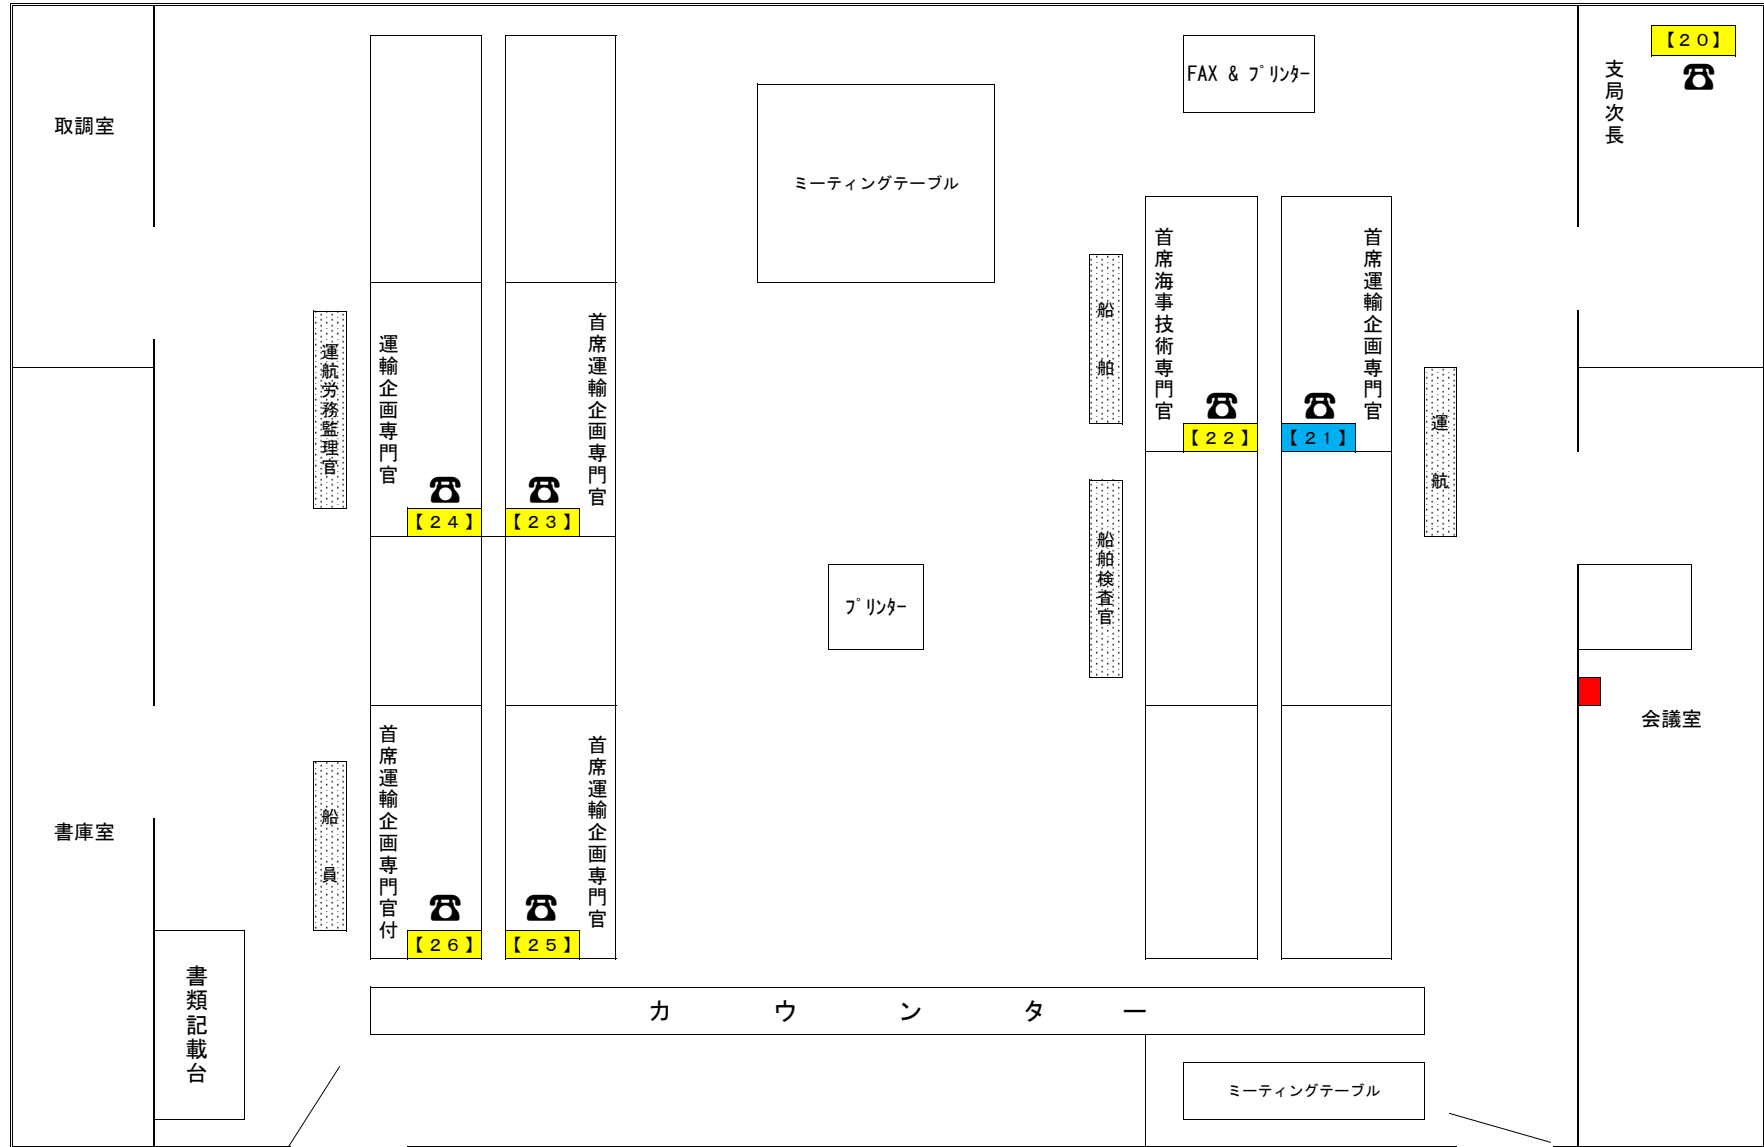 【２０】
支局次長
FAX & ﾌﾟﾘﾝﾀｰ
取調室
ミーティングテーブル
首席海事技術専門官
首席運輸企画専門官
船舶
運航労務監理官
運輸企画専門官
首席運輸企画専門官
運航
【２２】
【２１】
【２４】
【２３】
船舶検査官
ﾌﾟﾘﾝﾀｰ
会議室
首席運輸企画専門官付
首席運輸企画専門官
船員
書庫室
【２６】
【２５】
書類記載台
カウンター
ミーティングテーブル